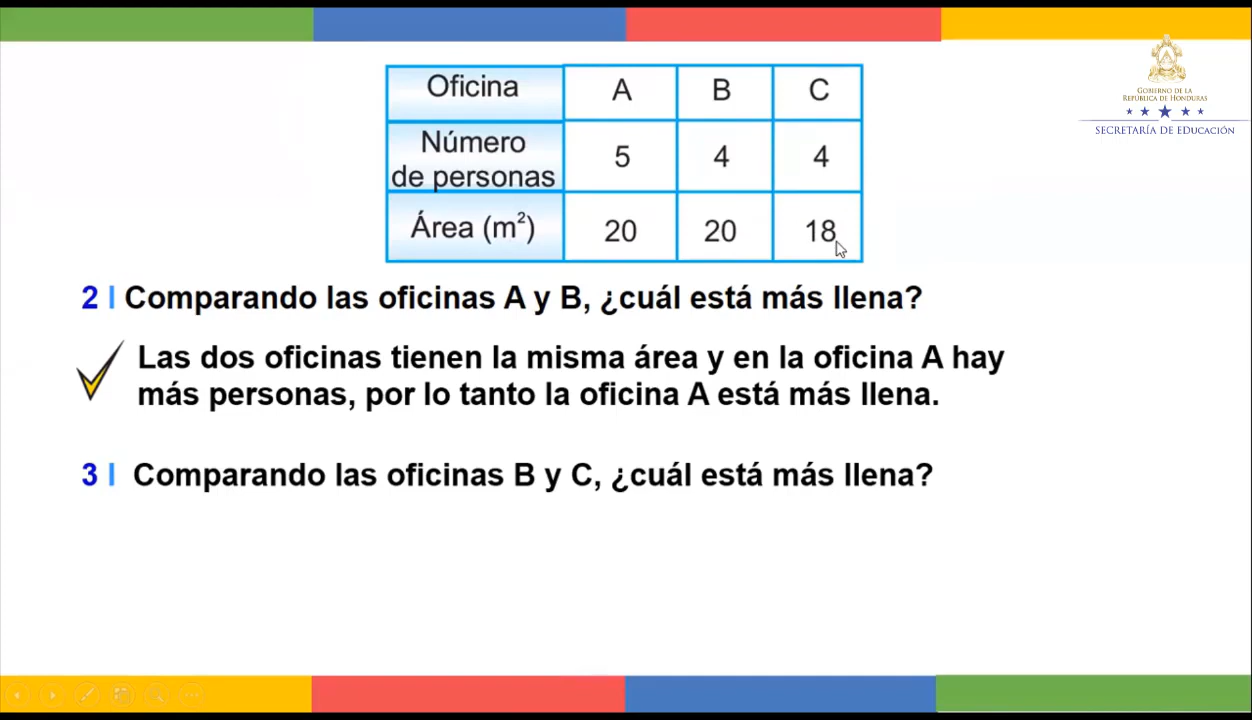 Oficina A B C
Número
de personas 5 4 4
Área (m²) 20 20 18
GOBIERNO DE LA
REPÚBLICA DE HONDURAS
SECRETARÍA DE EDUCACIÓN
2 | Comparando las oficinas A y B, ¿cuál está más llena?
Las dos oficinas tienen la misma área y en la oficina A hay
más personas, por lo tanto la oficina A está más llena.
3 | Comparando las oficinas B y C, ¿cuál está más llena?